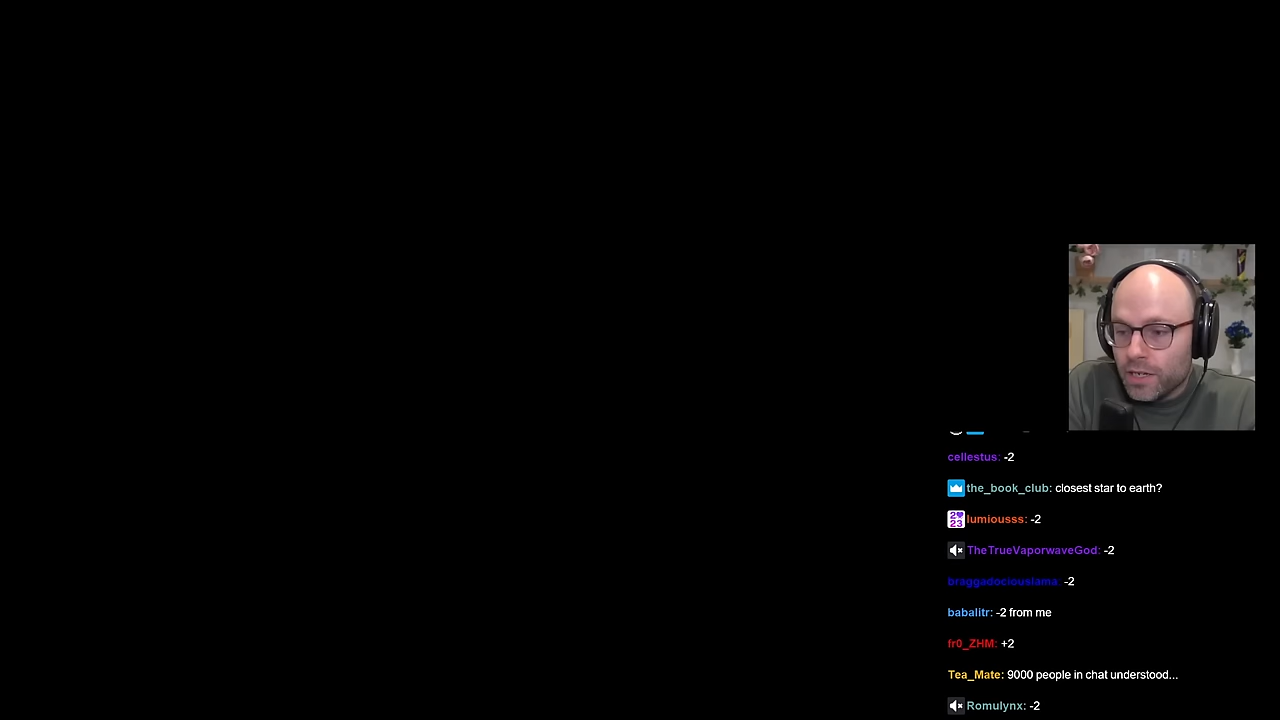 cellestus: -2
the_book_club: closest star to earth?
lumiousss: -2
TheTrueVaporwaveGod: -2
braggadociouslama: -2
babalitr: -2 from me
fr0_ZHM: +2
Tea_Mate: 9000 people in chat understood...
Romulynx: -2